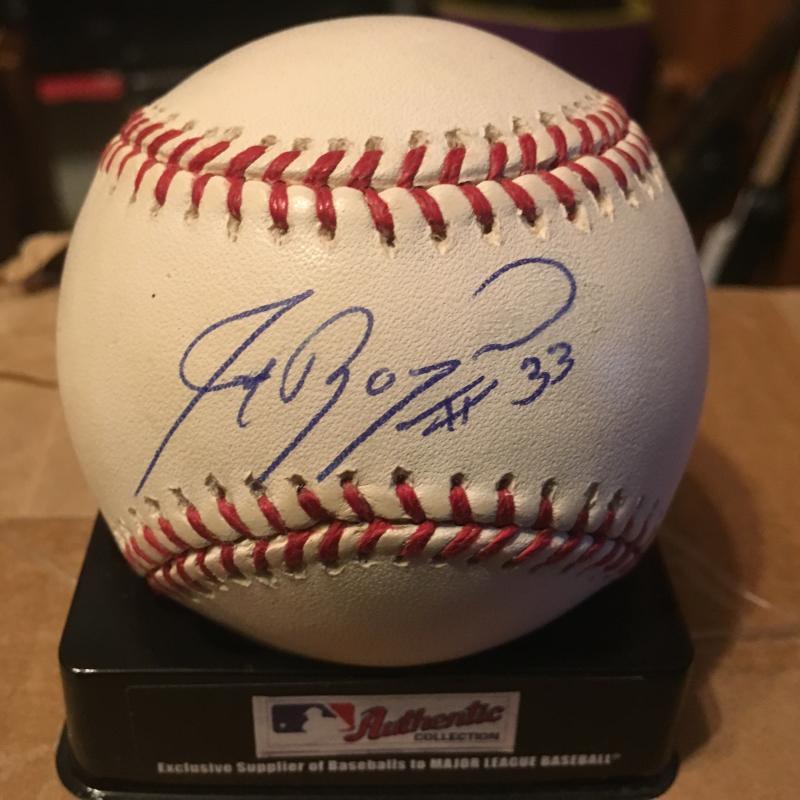 #33
Authentic
COLLECTION
Exclusive Supplier of Baseballs to MAJOR LEAGUE BASEBALL®